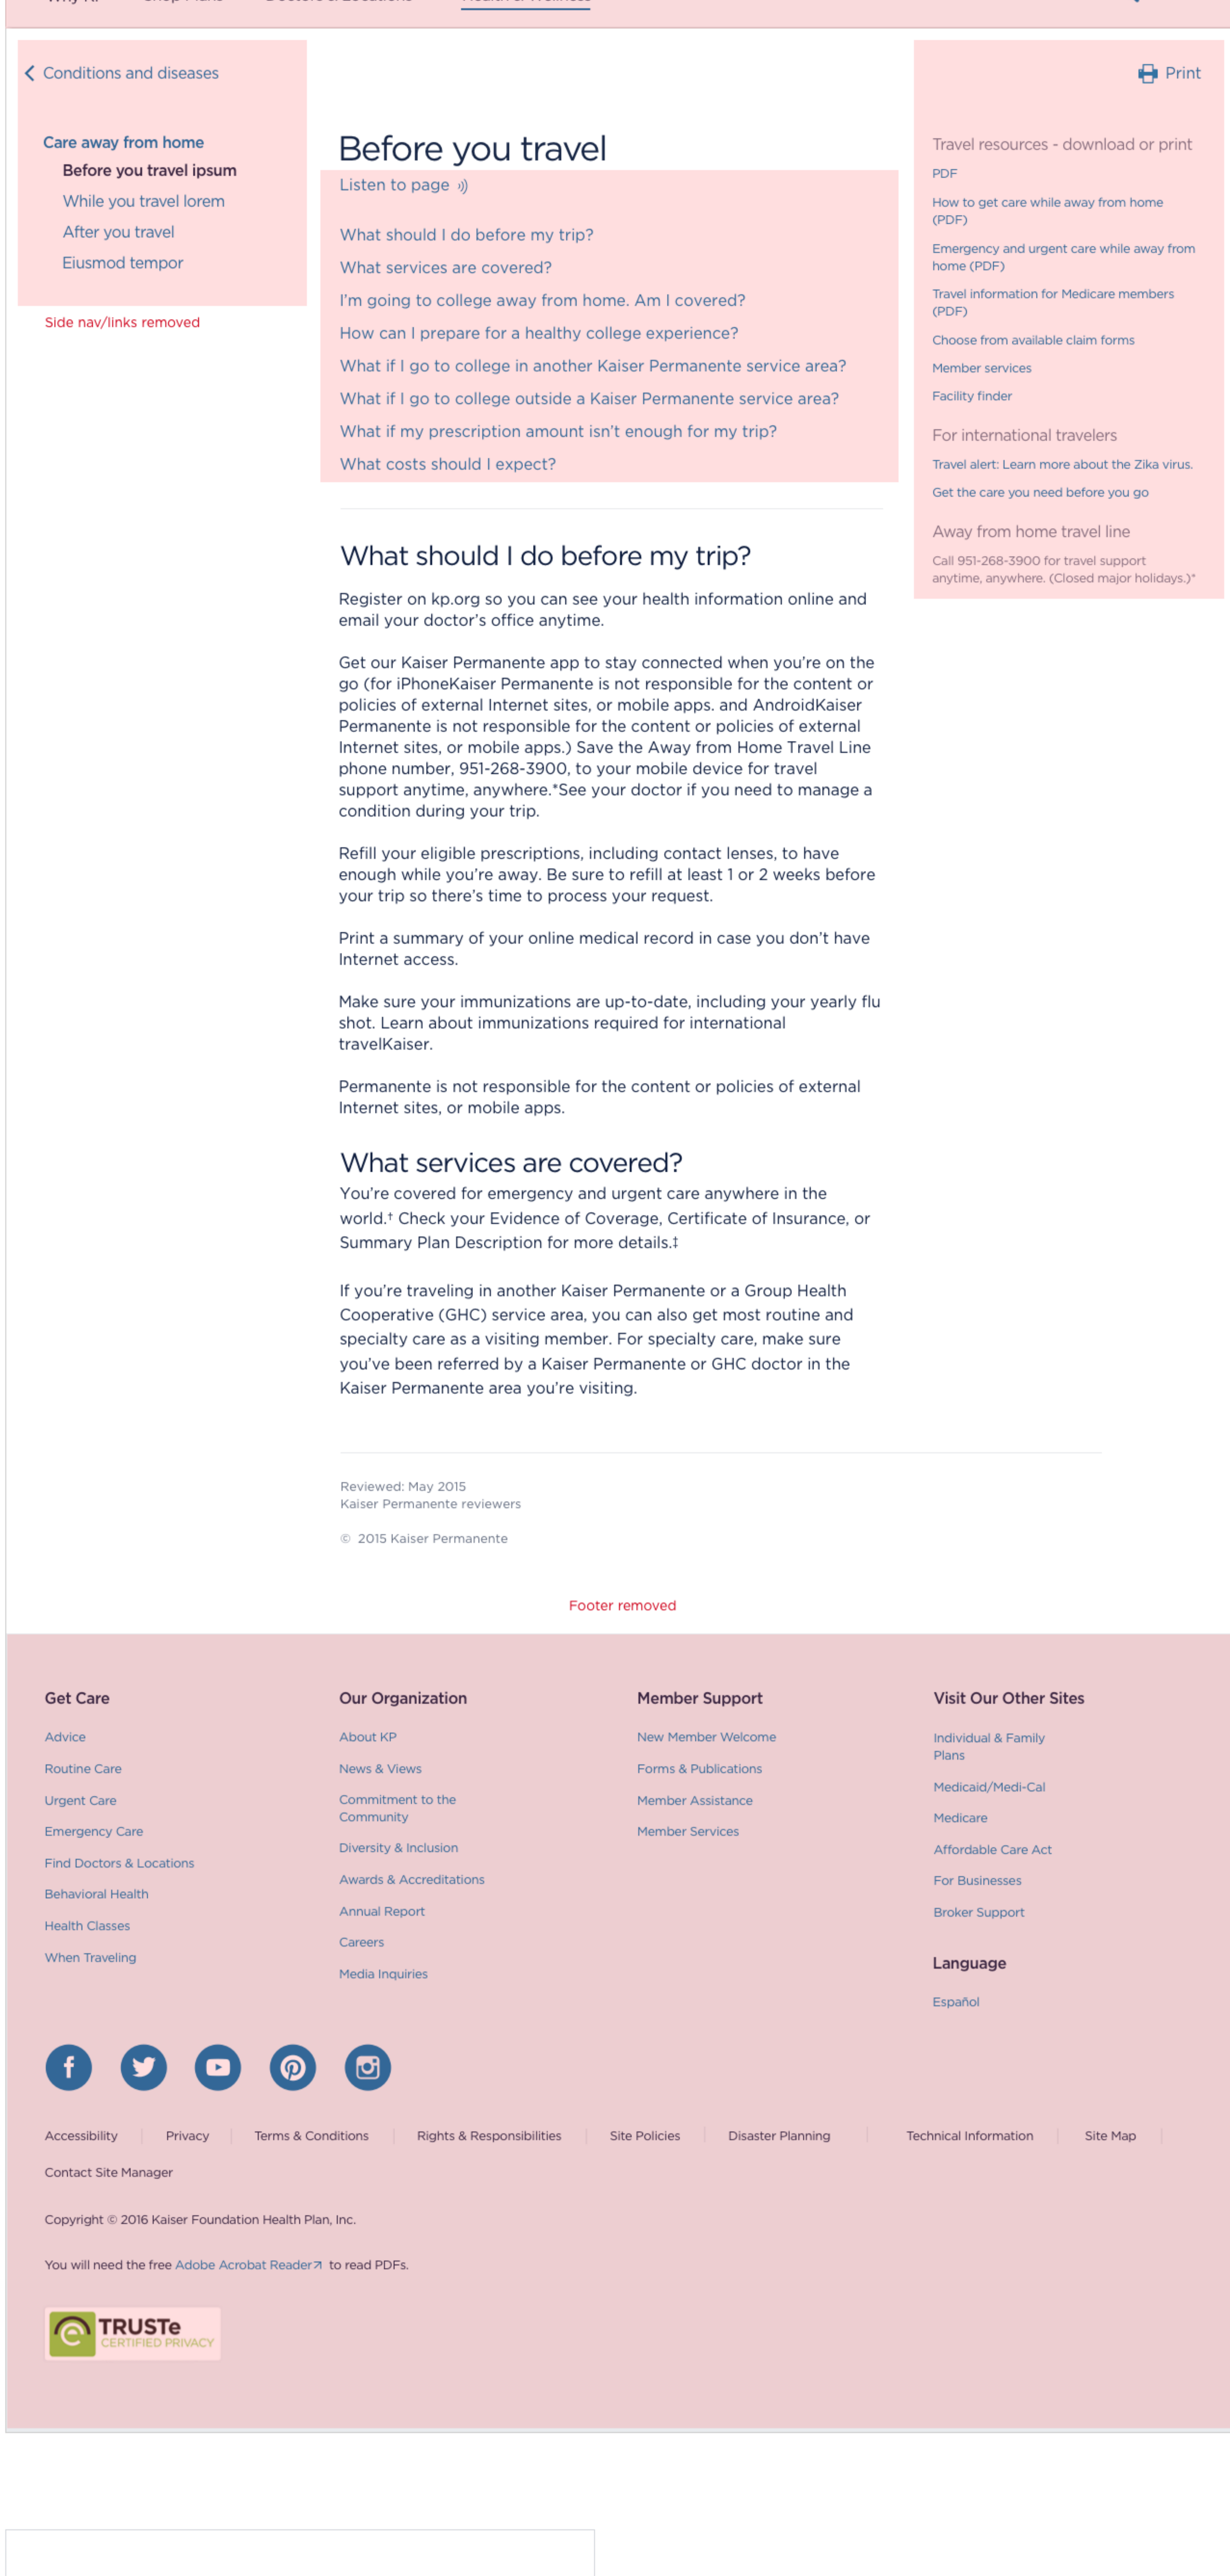 Conditions and diseases
Care away from home
Before you travel ipsum
While you travel lorem
After you travel
Eiusmod tempor
Side nav/links removed
Before you travel
Listen to page
What should I do before my trip?
What services are covered?
I'm going to college away from home. Am I covered?
How can I prepare for a healthy college experience?
What if I go to college in another Kaiser Permanente service area?
What if I go to college outside a Kaiser Permanente service area?
What if my prescription amount isn't enough for my trip?
What costs should I expect?
Print
Travel resources - download or print
PDF
How to get care while away from home
(PDF)
Emergency and urgent care while away from
home (PDF)
Travel information for Medicare members
(PDF)
Choose from available claim forms
Member services
Facility finder
For international travelers
Travel alert: Learn more about the Zika virus.
Get the care you need before you go
Away from home travel line
Call 951-268-3900 for travel support
anytime, anywhere. (Closed major holidays.)*
What should I do before my trip?
Register on kp.org so you can see your health information online and
email your doctor's office anytime.
Get our Kaiser Permanente app to stay connected when you're on the
go (for iPhoneKaiser Permanente is not responsible for the content or
policies of external Internet sites, or mobile apps. and AndroidKaiser
Permanente is not responsible for the content or policies of external
Internet sites, or mobile apps.) Save the Away from Home Travel Line
phone number, 951-268-3900, to your mobile device for travel
support anytime, anywhere.*See your doctor if you need to manage a
condition during your trip.
Refill your eligible prescriptions, including contact lenses, to have
enough while you're away. Be sure to refill at least 1 or 2 weeks before
your trip so there's time to process your request.
Print a summary of your online medical record in case you don't have
Internet access.
Make sure your immunizations are up-to-date, including your yearly flu
shot. Learn about immunizations required for international
travelKaiser.
Permanente is not responsible for the content or policies of external
Internet sites, or mobile apps.
What services are covered?
You're covered for emergency and urgent care anywhere in the
world.† Check your Evidence of Coverage, Certificate of Insurance, or
Summary Plan Description for more details.‡
If you're traveling in another Kaiser Permanente or a Group Health
Cooperative (GHC) service area, you can also get most routine and
specialty care as a visiting member. For specialty care, make sure
you've been referred by a Kaiser Permanente or GHC doctor in the
Kaiser Permanente area you're visiting.
Reviewed: May 2015
Kaiser Permanente reviewers
© 2015 Kaiser Permanente
Footer removed
Get Care
Advice
Routine Care
Urgent Care
Emergency Care
Find Doctors & Locations
Behavioral Health
Health Classes
When Traveling
Our Organization
About KP
News & Views
Commitment to the
Community
Diversity & Inclusion
Awards & Accreditations
Annual Report
Careers
Media Inquiries
Member Support
New Member Welcome
Forms & Publications
Member Assistance
Member Services
Visit Our Other Sites
Individual & Family
Plans
Medicaid/Medi-Cal
Medicare
Affordable Care Act
For Businesses
Broker Support
Language
Español
Accessibility Privacy Terms & Conditions Rights & Responsibilities Site Policies Disaster Planning Technical Information Site Map
Contact Site Manager
Copyright © 2016 Kaiser Foundation Health Plan, Inc.
You will need the free Adobe Acrobat Reader to read PDFs.
TRUSTe
CERTIFIED PRIVACY